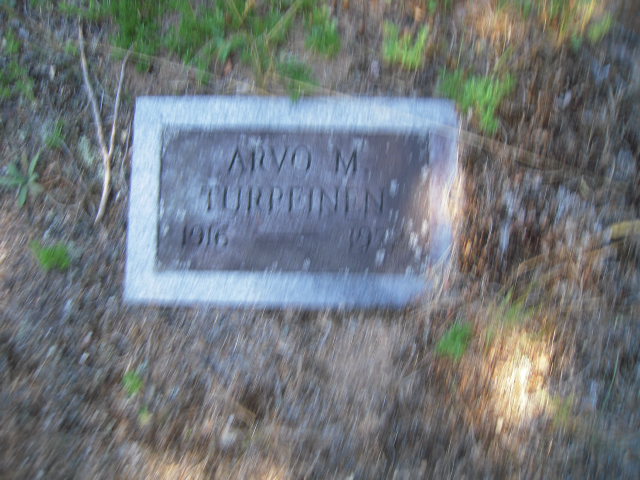 ARVO M.
TURPEINEN
1916